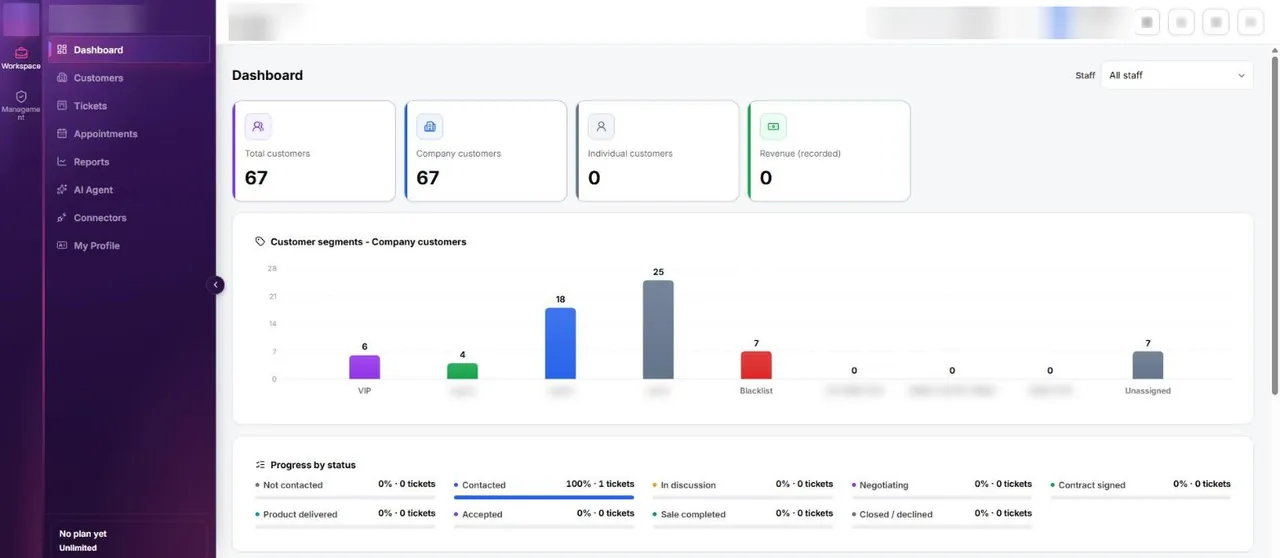 Workspace
Manageme
nt
Dashboard
Customers
Tickets
Appointments
Reports
AI Agent
Connectors
My Profile
No plan yet
Unlimited
Dashboard
Staff
All staff
Total customers
67
Company customers
67
Individual customers
0
Revenue (recorded)
0
Customer segments - Company customers
28
21
14
7
0
6
4
18
25
7
0
0
0
7
VIP
Blacklist
Unassigned
Progress by status
Not contacted 0% · 0 tickets
Contacted 100% · 1 tickets
In discussion 0% · 0 tickets
Negotiating 0% · 0 tickets
Contract signed 0% · 0 tickets
Product delivered 0% · 0 tickets
Accepted 0% · 0 tickets
Sale completed 0% · 0 tickets
Closed / declined 0% · 0 tickets